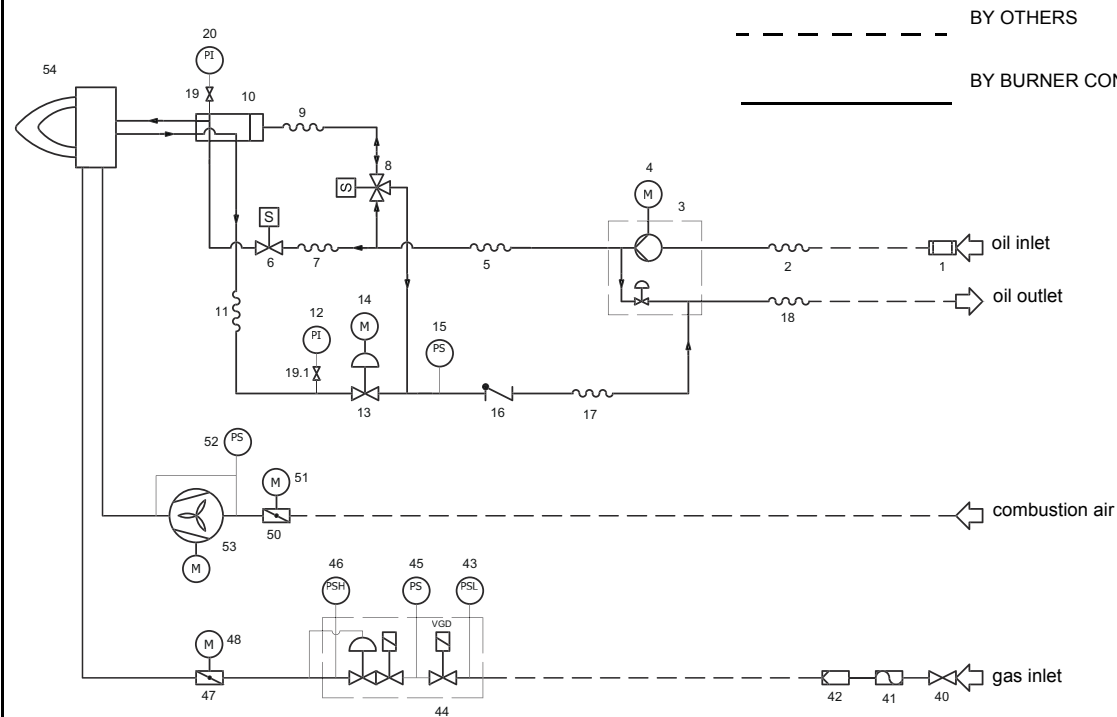 BY OTHERS
BY BURNER CON
20
PI
54
19
10
9
8
S
4
M
3
S
6
7
5
2
1
oil inlet
oil outlet
18
11
12
PI
14
M
15
PS
19.1
13
16
17
52
PS
51
M
combustion air
53
50
M
46
PSH
45
PS
43
PSL
VGD
48
M
47
44
42
41
40
gas inlet